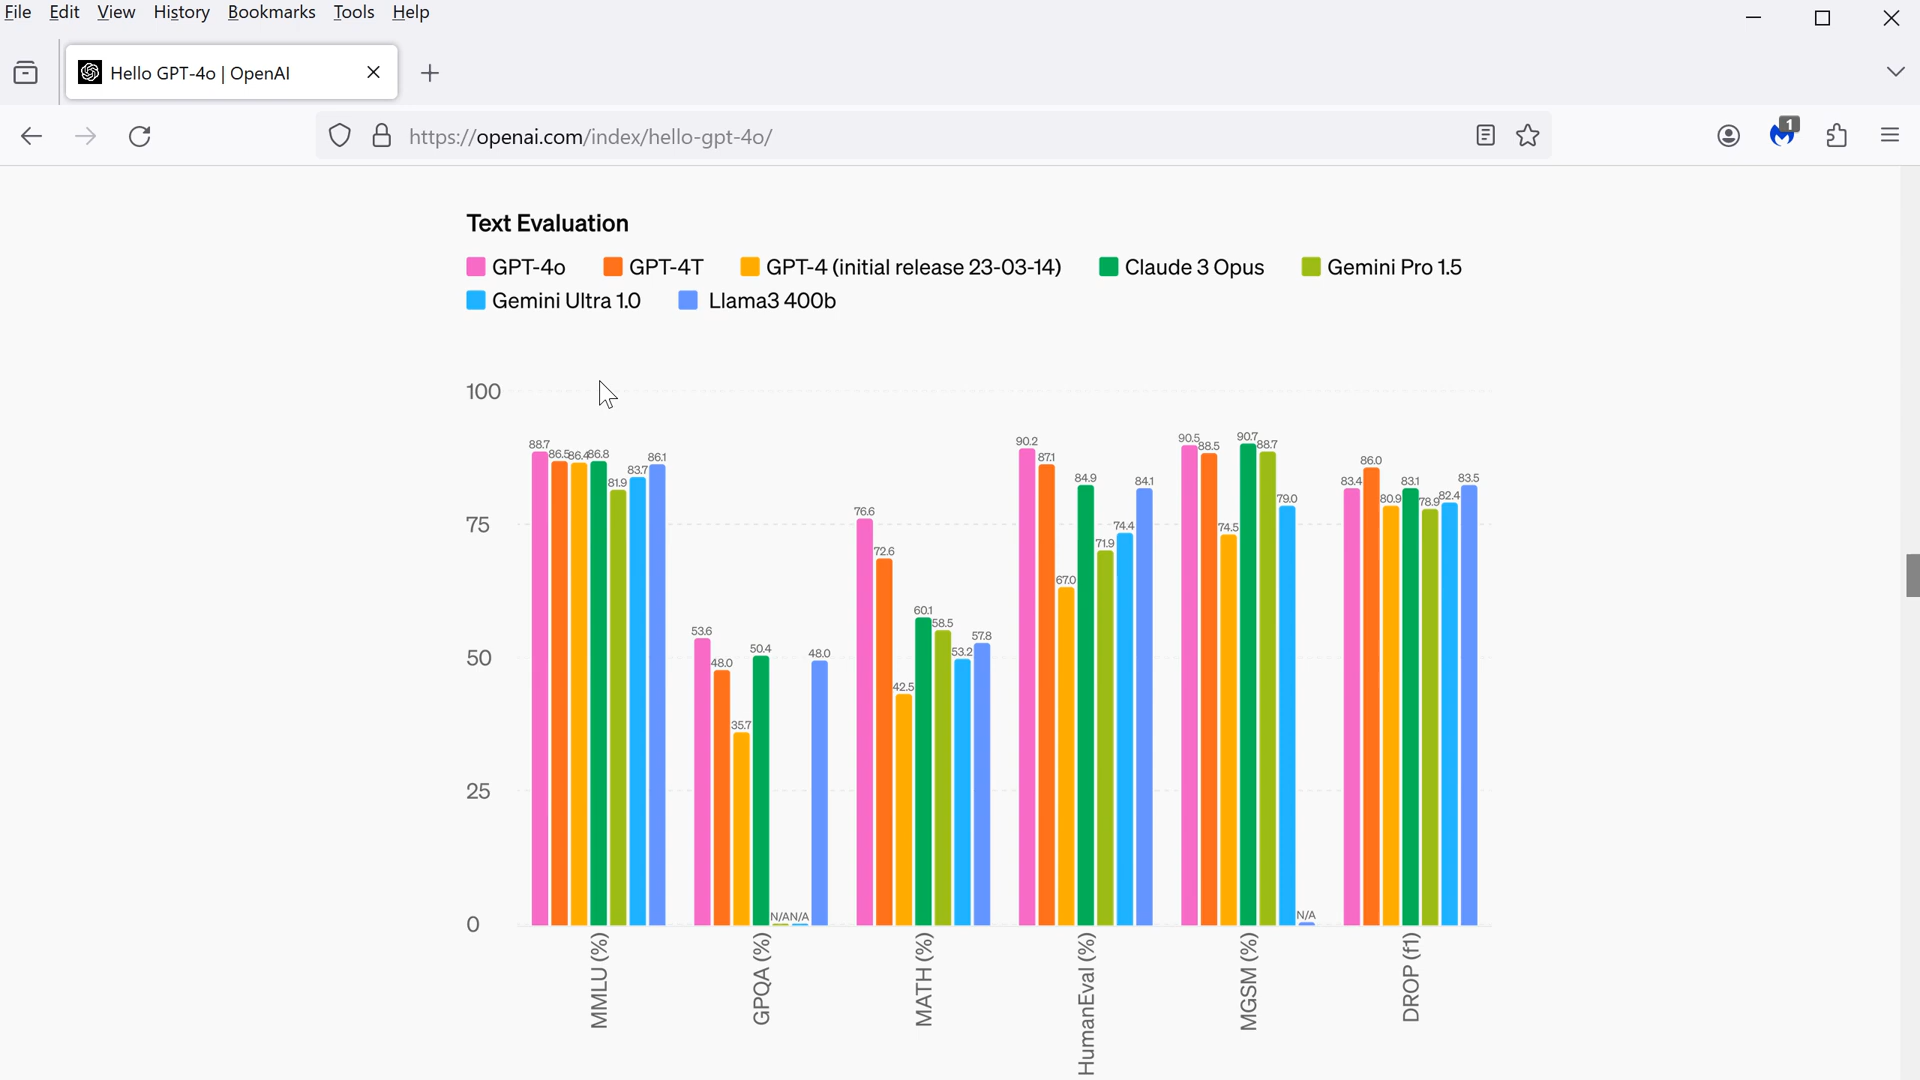 File Edit View History Bookmarks Tools Help
Hello GPT-4o | OpenAI
https://openai.com/index/hello-gpt-4o/
1
Text Evaluation
GPT-4o GPT-4T GPT-4 (initial release 23-03-14) Claude 3 Opus Gemini Pro 1.5
Gemini Ultra 1.0 Llama3 400b
100
75
50
25
0
88.7 86.5 86.4 86.8 81.9 83.7 86.1
53.6 48.0 35.7 50.4 N/A N/A 48.0
76.6 72.6 42.5 60.1 58.5 53.2 57.8
90.2 87.1 67.0 84.9 71.9 74.4 84.1
90.5 88.5 74.5 90.7 88.7 79.0 N/A
83.4 86.0 80.9 83.1 78.9 82.4 83.5
MMLU (%)
GPQA (%)
MATH (%)
HumanEval (%)
MGSM (%)
DROP (f1)